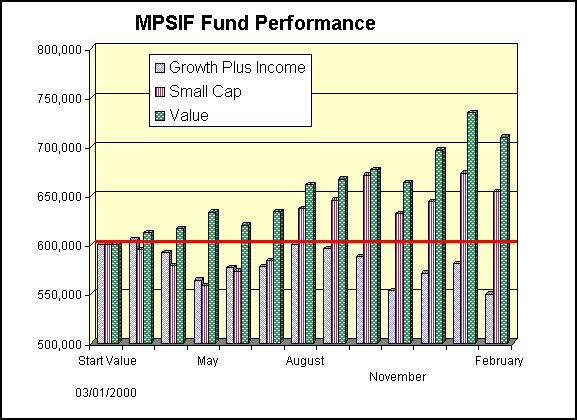 MPSIF Fund Performance
800,000
750,000
700,000
650,000
600,000
550,000
500,000
Growth Plus Income
Small Cap
Value
Start Value
May
August
November
February
03/01/2000